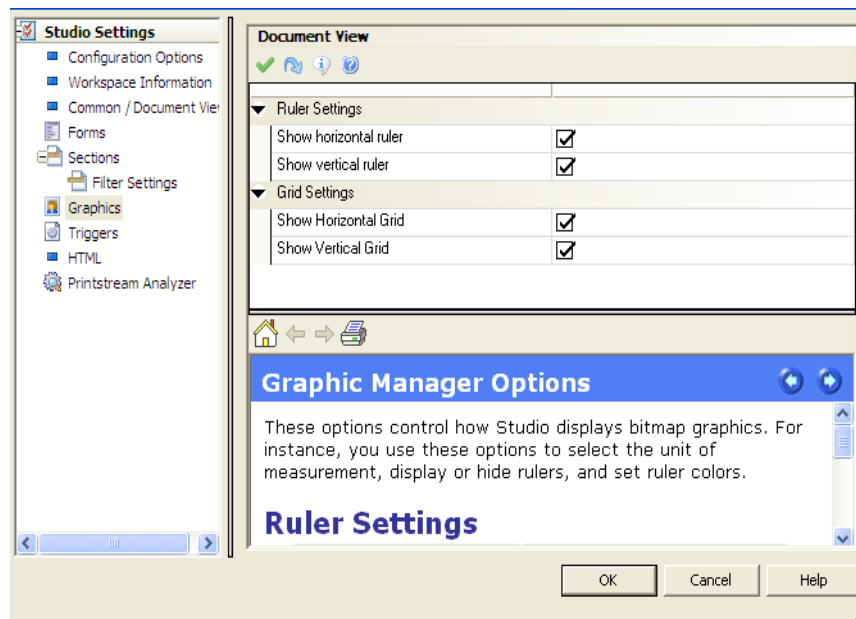 Studio Settings
Configuration Options
Workspace Information
Common / Document Vie
Forms
Sections
Filter Settings
Graphics
Triggers
HTML
Printstream Analyzer
Document View
Ruler Settings
Show horizontal ruler
Show vertical ruler
Grid Settings
Show Horizontal Grid
Show Vertical Grid
Graphic Manager Options
These options control how Studio displays bitmap graphics. For
instance, you use these options to select the unit of
measurement, display or hide rulers, and set ruler colors.
Ruler Settings
OK
Cancel
Help